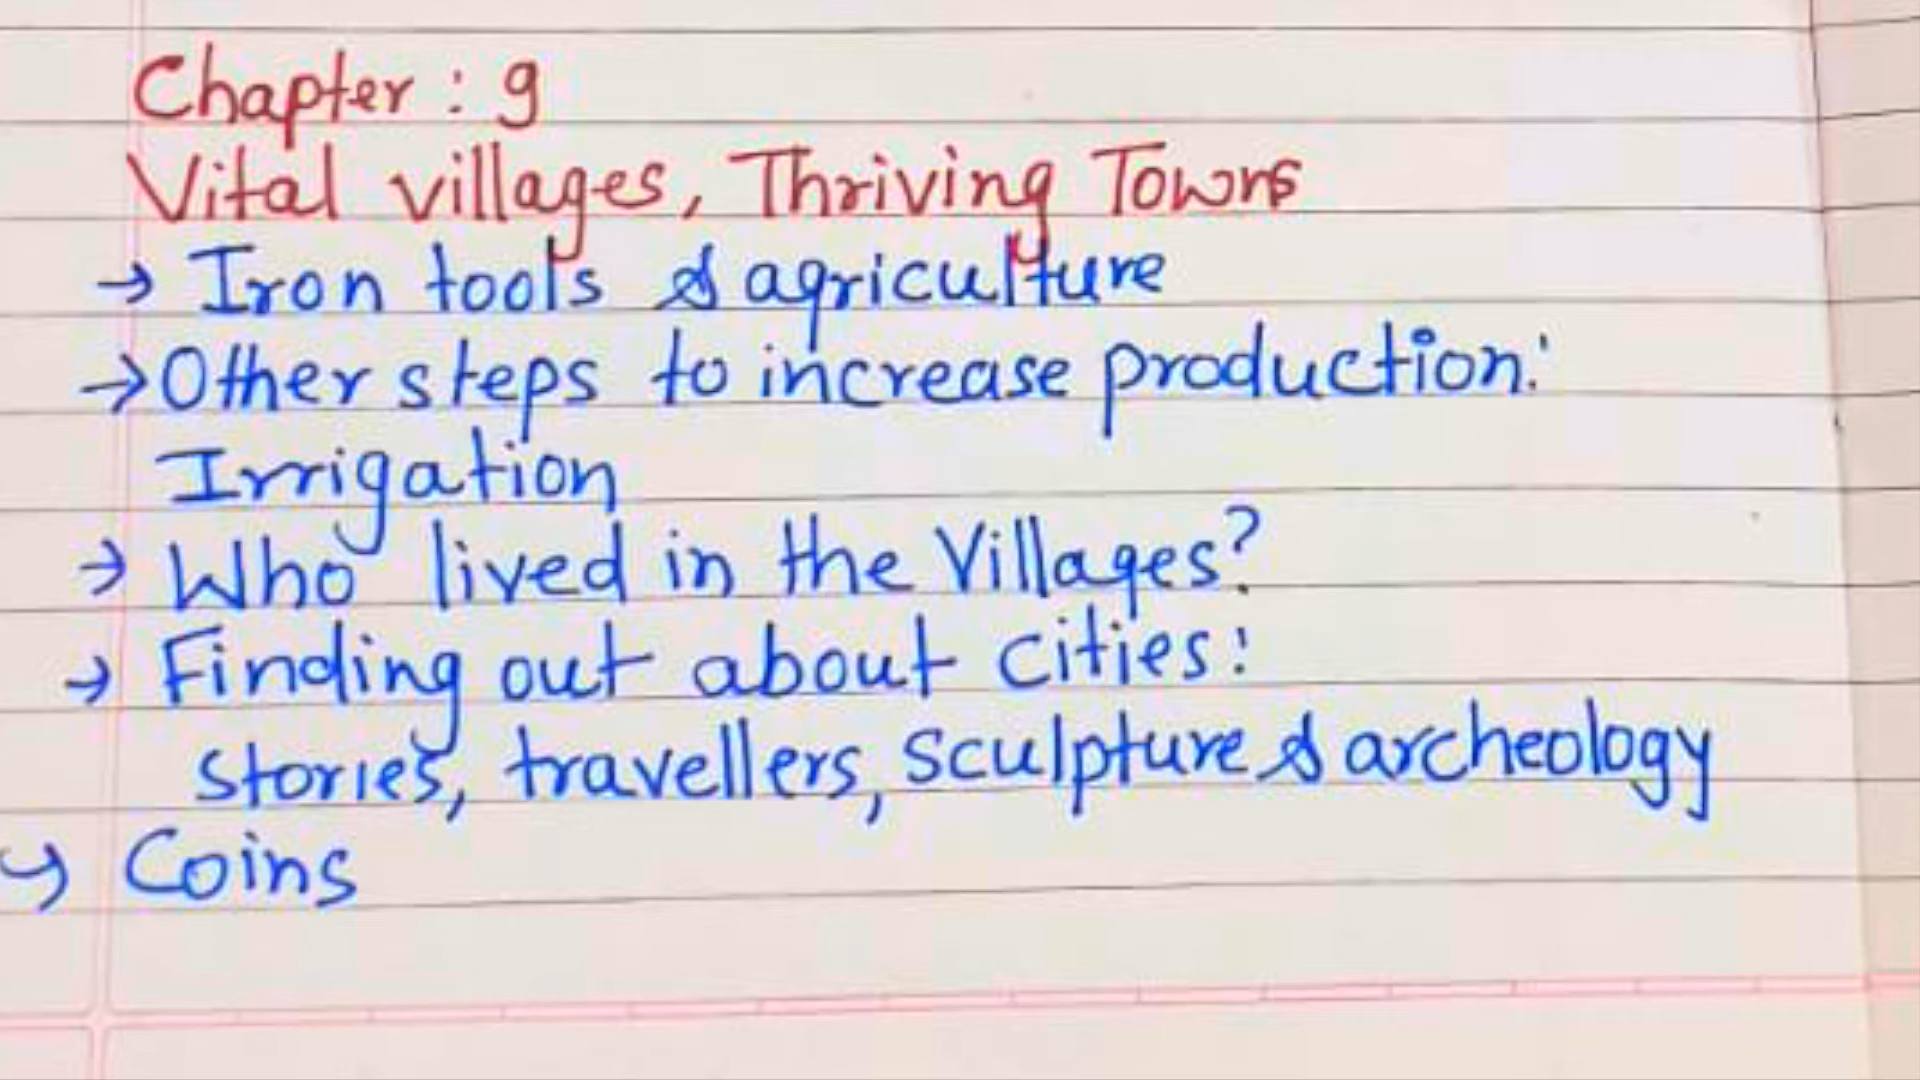 Chapter : 9
Vital villages, Thriving Towns
→ Iron tools & agriculture
→ Other steps to increase production:
Irrigation
→ Who lived in the Villages?
→ Finding out about cities:
stories, travellers, sculpture & archeology
→ Coins